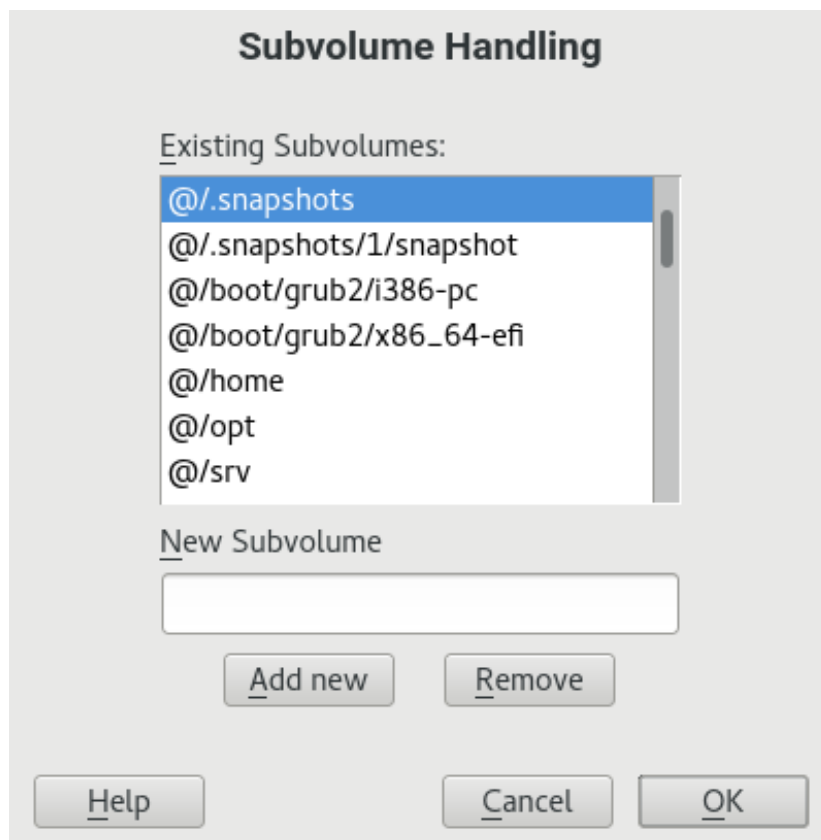 Subvolume Handling
Existing Subvolumes:
@/.snapshots
@/.snapshots/1/snapshot
@/boot/grub2/i386-pc
@/boot/grub2/x86_64-efi
@/home
@/opt
@/srv
New Subvolume
Add new Remove
Help Cancel OK